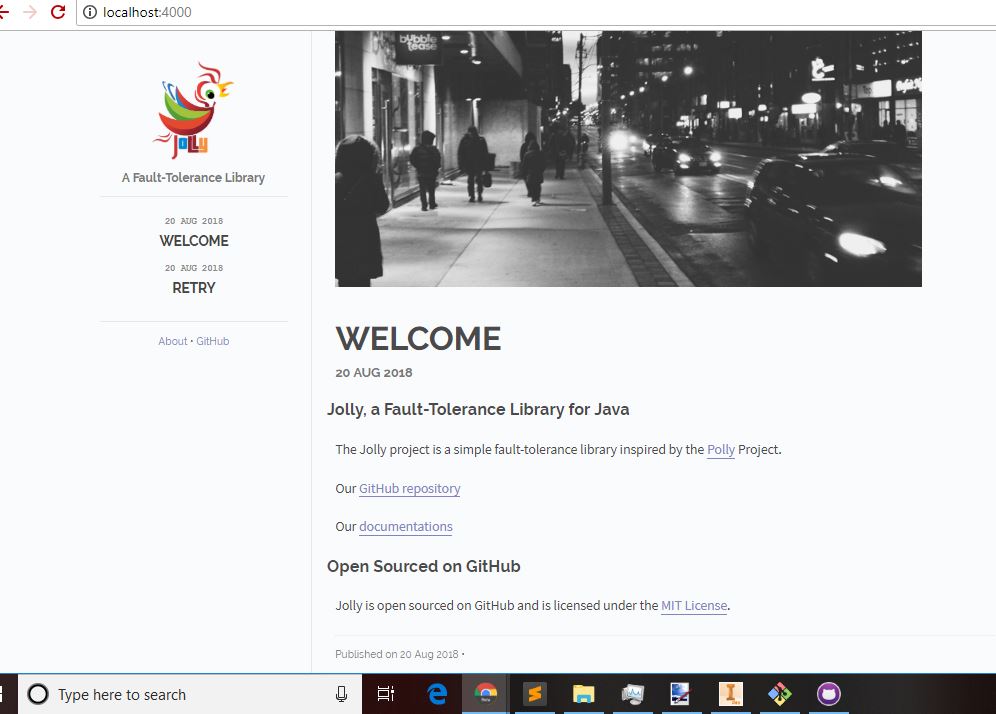 localhost:4000
bubble
tease
JOLLY
A Fault-Tolerance Library
20 AUG 2018
WELCOME
20 AUG 2018
RETRY
About • GitHub
WELCOME
20 AUG 2018
Jolly, a Fault-Tolerance Library for Java
The Jolly project is a simple fault-tolerance library inspired by the Polly Project.
Our GitHub repository
Our documentations
Open Sourced on GitHub
Jolly is open sourced on GitHub and is licensed under the MIT License.
Published on 20 Aug 2018 •
Type here to search